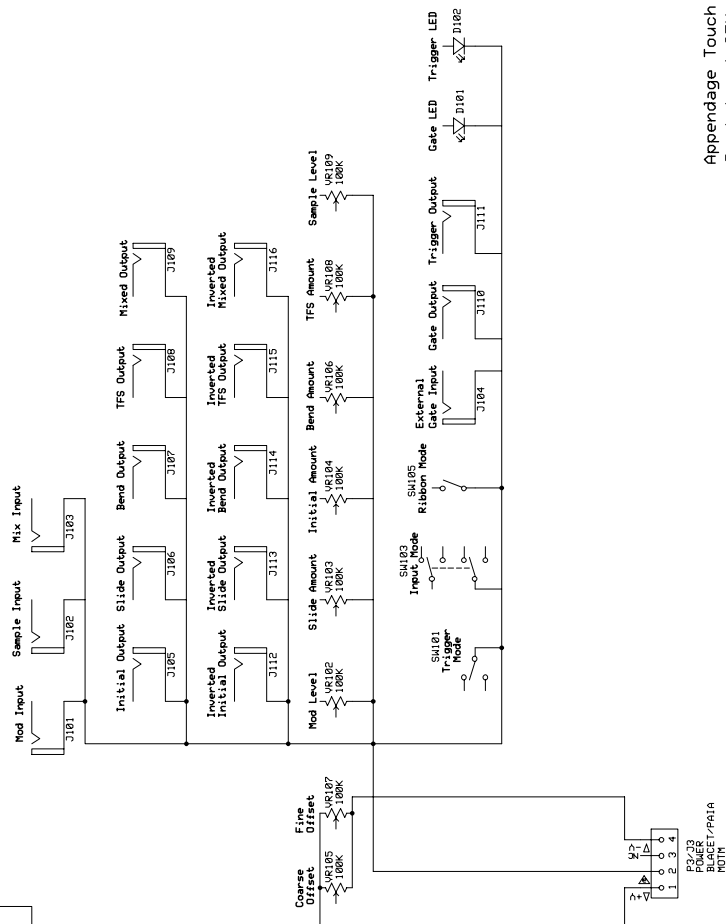 Mod Input
J101
Sample Input
J102
Mix Input
J103
Initial Output
J105
Slide Output
J106
Bend Output
J107
TFS Output
J108
Mixed Output
J109
Inverted
Initial Output
J112
Inverted
Slide Output
J113
Inverted
Bend Output
J114
Inverted
TFS Output
J115
Inverted
Mixed Output
J116
Coarse
Offset
VR105
100K
Fine
Offset
VR107
100K
Mod Level
VR102
100K
Slide Amount
VR103
100K
Initial Amount
VR104
100K
Bend Amount
VR106
100K
TFS Amount
VR108
100K
Sample Level
VR109
100K
SW101
Trigger
Mode
SW103
Input Mode
SW105
Ribbon Mode
External
Gate Input
J104
Gate Output
J110
Trigger Output
J111
Gate LED
D101
Trigger LED
D102
V+
NC
V-
1 2 3 4
P3/J3
POWER
BLACET/PAIA
MOTM
Appendage Touch